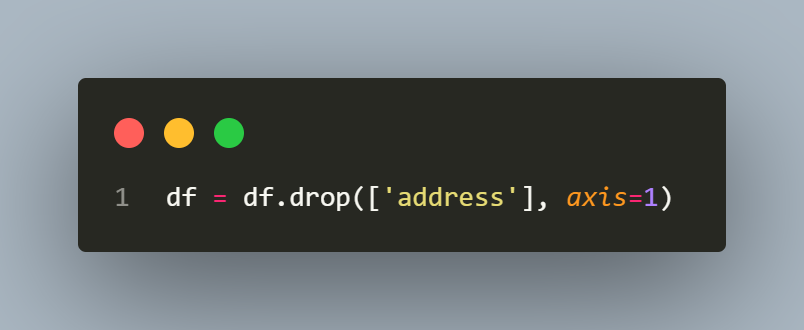 1 df = df.drop(['address'], axis=1)